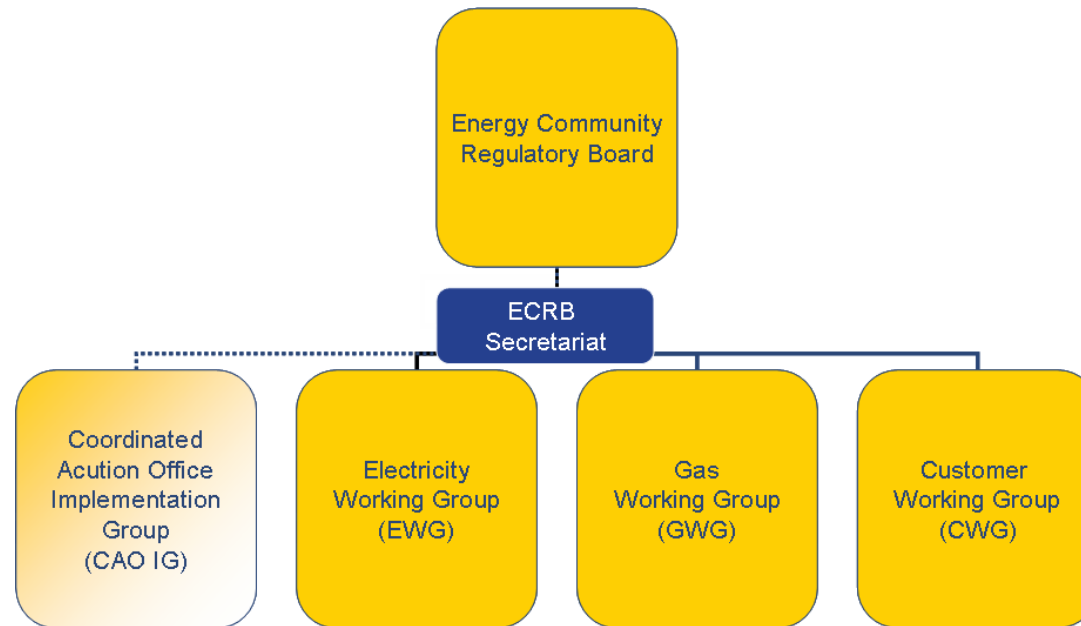 Energy Community
Regulatory Board
ECRB
Secretariat
Coordinated
Acution Office
Implementation
Group
(CAO IG)
Electricity
Working Group
(EWG)
Gas
Working Group
(GWG)
Customer
Working Group
(CWG)